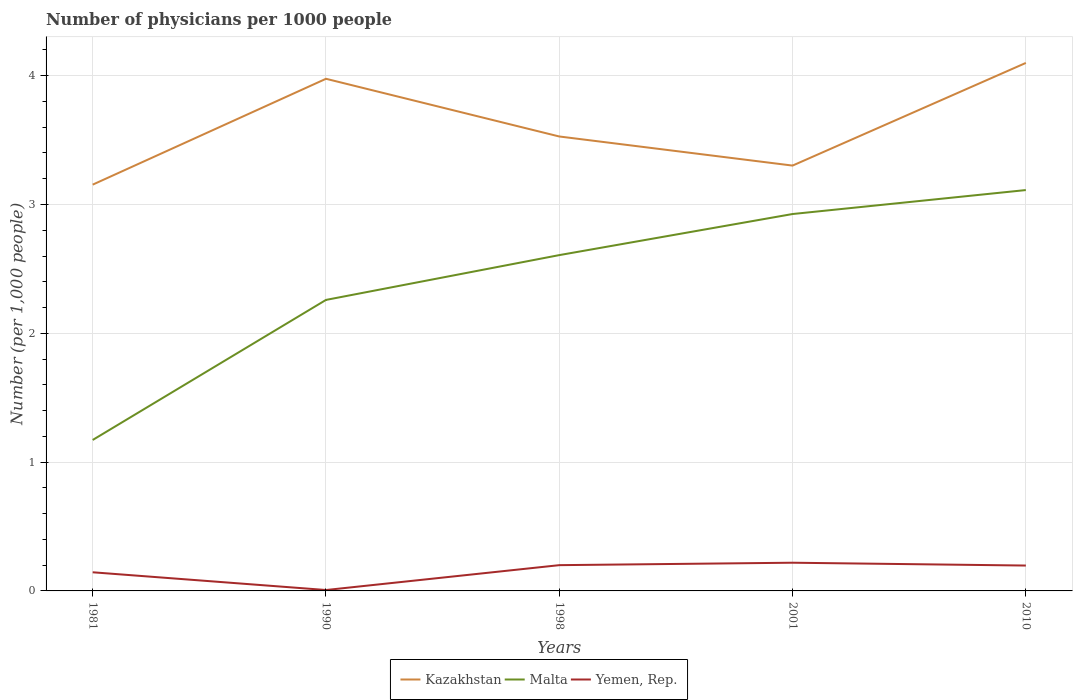 Number of physicians per 1000 people
Number (per 1,000 people)
4
3
2
1
0
1981
1990
1998
2001
2010
Years
Kazakhstan
Malta
Yemen, Rep.